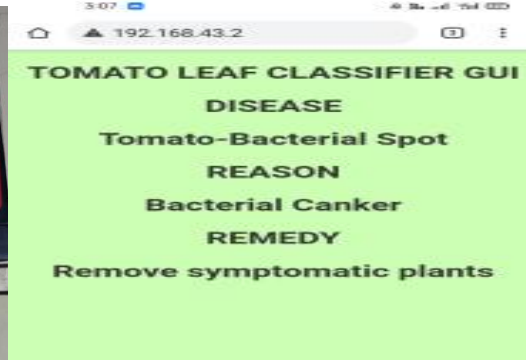 3:07
192.168.43.2
TOMATO LEAF CLASSIFIER GUI
DISEASE
Tomato-Bacterial Spot
REASON
Bacterial Canker
REMEDY
Remove symptomatic plants